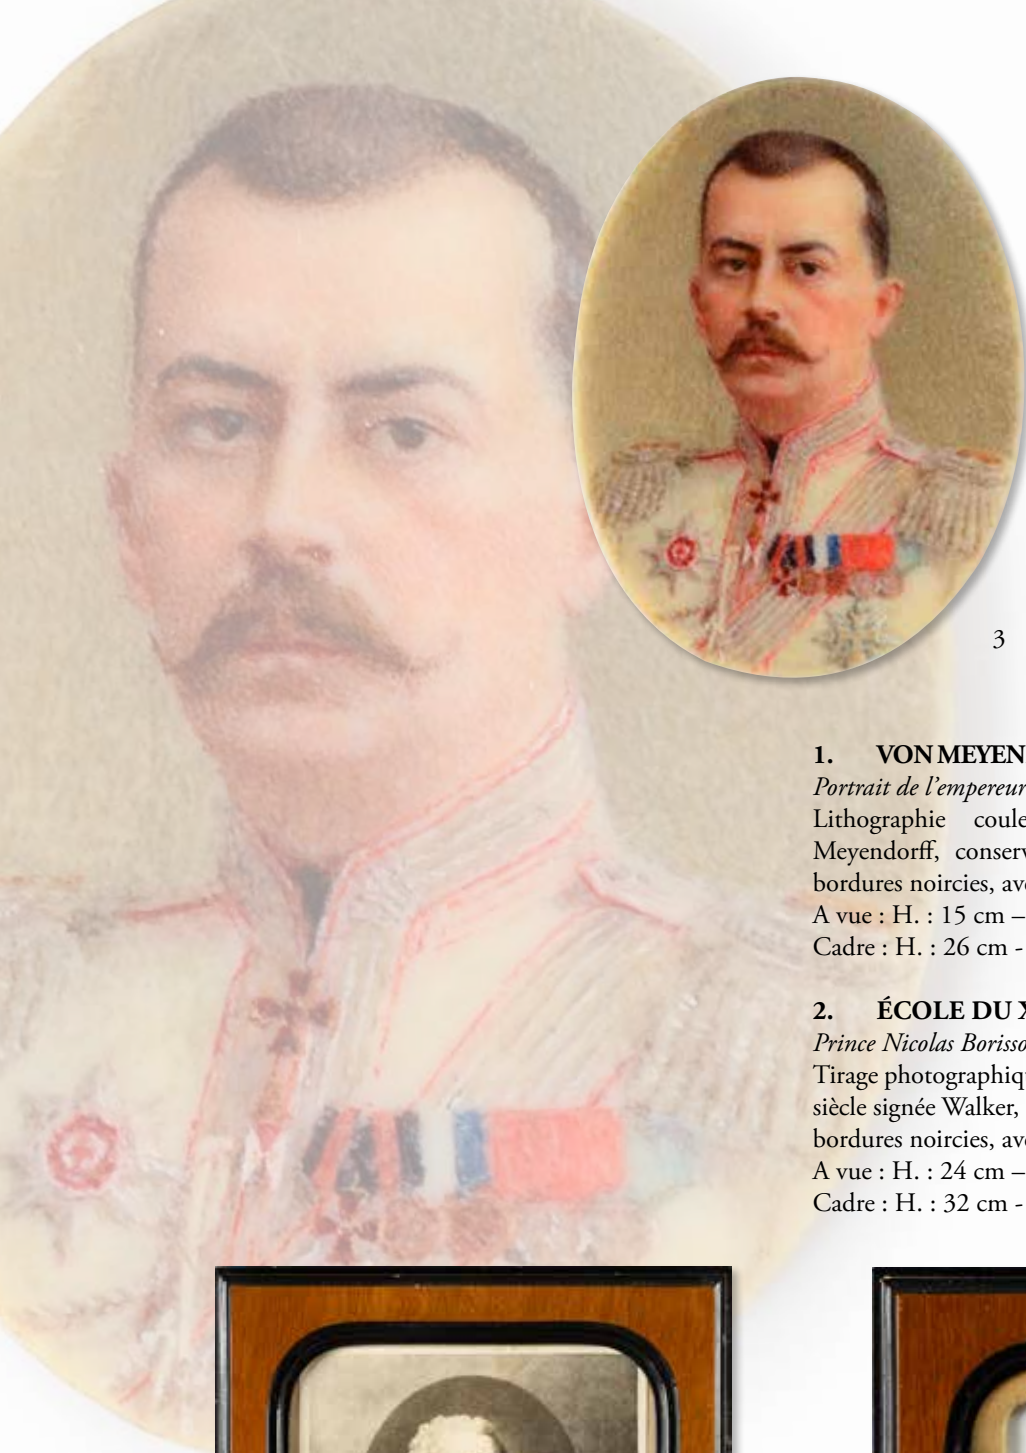 3
1. VON MEYEN
Portrait de l’empereur
Lithographie coule
Meyendorff, conserv
bordures noircies, av
A vue : H. : 15 cm –
Cadre : H. : 26 cm -
2. ÉCOLE DU X
Prince Nicolas Borisso
Tirage photographiqu
siècle signée Walker,
bordures noircies, av
A vue : H. : 24 cm –
Cadre : H. : 32 cm -